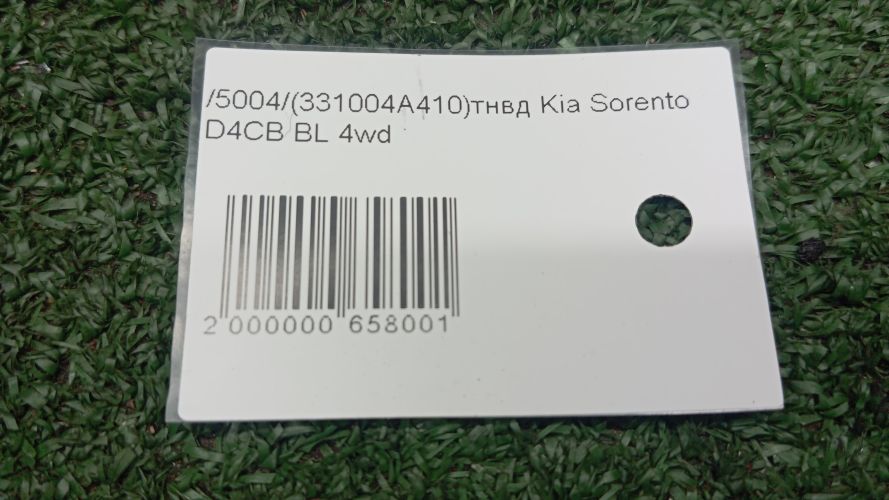 /5004/(331004A410)тнвд Kia Sorento
D4CB BL 4wd
2 000000 658001